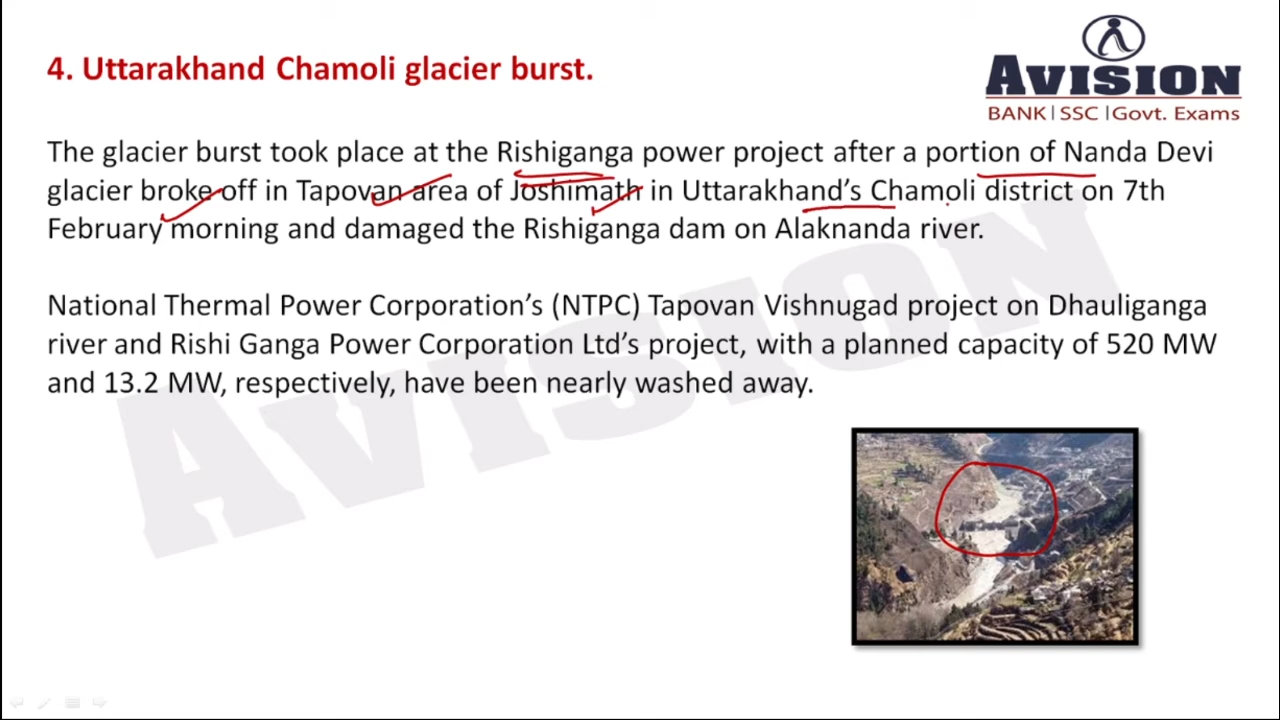 4. Uttarakhand Chamoli glacier burst.
AVISION
BANK | SSC | Govt. Exams
The glacier burst took place at the Rishiganga power project after a portion of Nanda Devi
glacier broke off in Tapovan area of Joshimath in Uttarakhand’s Chamoli district on 7th
February morning and damaged the Rishiganga dam on Alaknanda river.
National Thermal Power Corporation’s (NTPC) Tapovan Vishnugad project on Dhauliganga
river and Rishi Ganga Power Corporation Ltd’s project, with a planned capacity of 520 MW
and 13.2 MW, respectively, have been nearly washed away.
AVISION